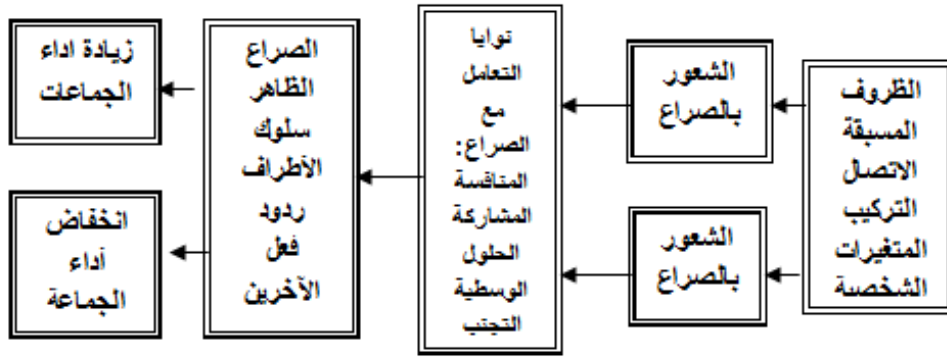 الظروف
المسبقة
الاتصال
التركيب
المتغيرات
الشخصية
الشعور
بالصراع
الشعور
بالصراع
نوايا
التعامل
مع
الصراع:
المنافسة
المشاركة
الحلول
الوسطية
التجنب
الصراع
الظاهر
سلوك
الأطراف
ردود
فعل
الآخرين
زيادة اداء
الجماعات
انخفاض
أداء
الجماعة